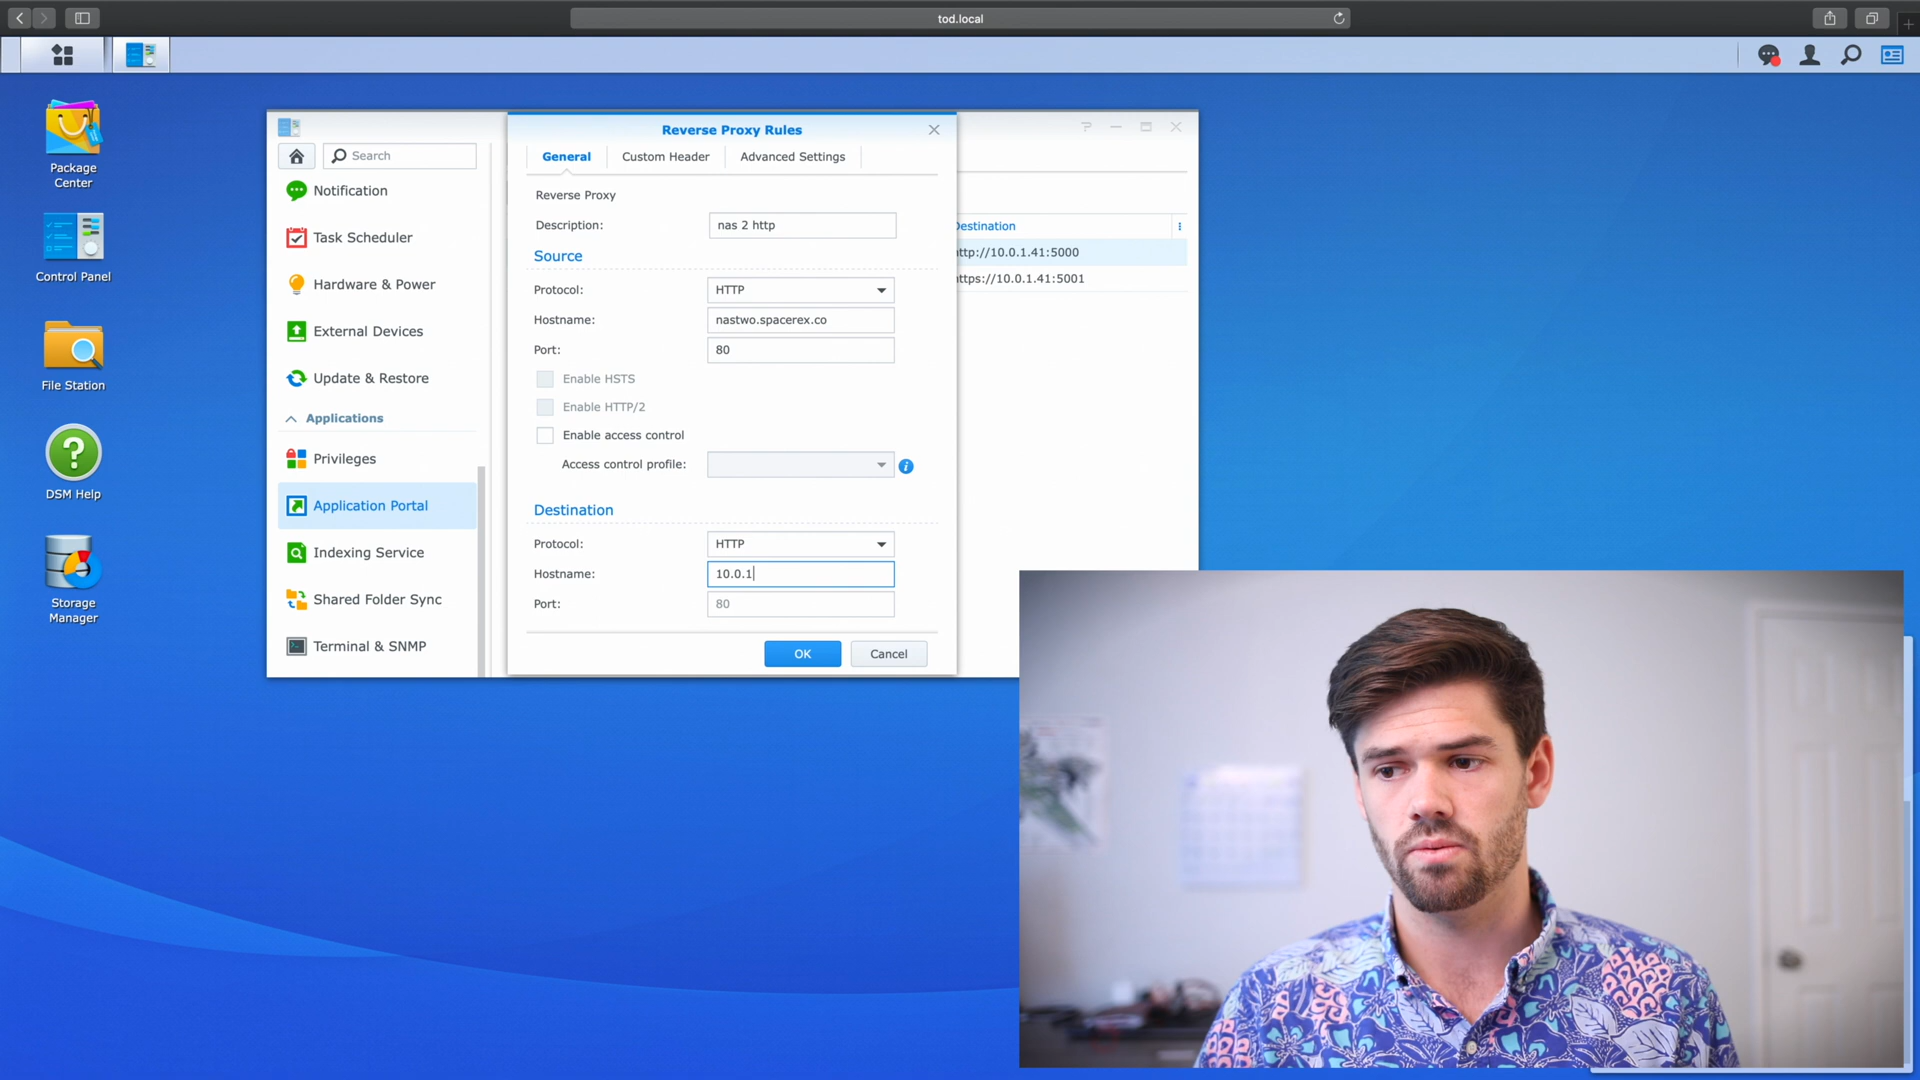 tod.local
Package
Center
Control Panel
File Station
DSM Help
Storage
Manager
Search
Notification
Task Scheduler
Hardware & Power
External Devices
Update & Restore
Applications
Privileges
Application Portal
Indexing Service
Shared Folder Sync
Terminal & SNMP
Reverse Proxy Rules
General
Custom Header
Advanced Settings
Reverse Proxy
Description: nas 2 http
Source
Protocol: HTTP
Hostname: nastwo.spacerex.co
Port: 80
Enable HSTS
Enable HTTP/2
Enable access control
Access control profile:
Destination
Protocol: HTTP
Hostname: 10.0.1
Port: 80
OK
Cancel
Destination
ttp://10.0.1.41:5000
ttps://10.0.1.41:5001